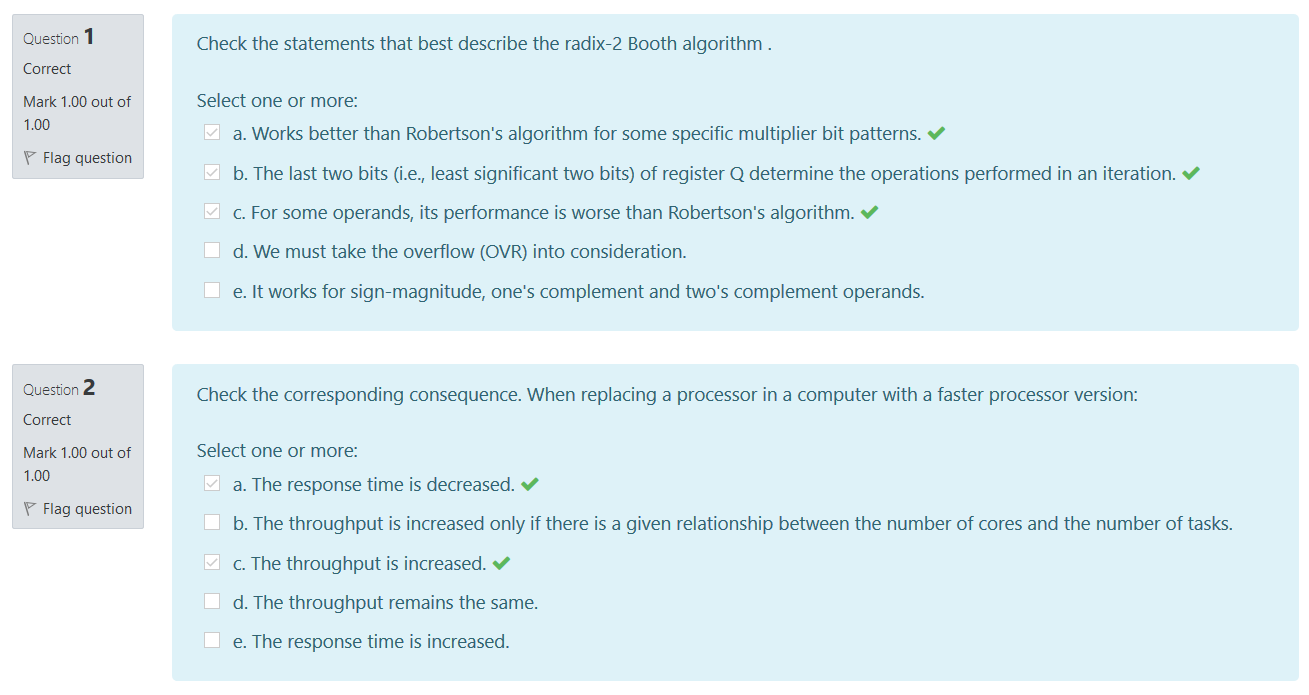 Question 1
Correct
Mark 1.00 out of
1.00
Flag question
Check the statements that best describe the radix-2 Booth algorithm .
Select one or more:
a. Works better than Robertson's algorithm for some specific multiplier bit patterns.
b. The last two bits (i.e., least significant two bits) of register Q determine the operations performed in an iteration.
c. For some operands, its performance is worse than Robertson's algorithm.
d. We must take the overflow (OVR) into consideration.
e. It works for sign-magnitude, one's complement and two's complement operands.
Question 2
Correct
Mark 1.00 out of
1.00
Flag question
Check the corresponding consequence. When replacing a processor in a computer with a faster processor version:
Select one or more:
a. The response time is decreased.
b. The throughput is increased only if there is a given relationship between the number of cores and the number of tasks.
c. The throughput is increased.
d. The throughput remains the same.
e. The response time is increased.